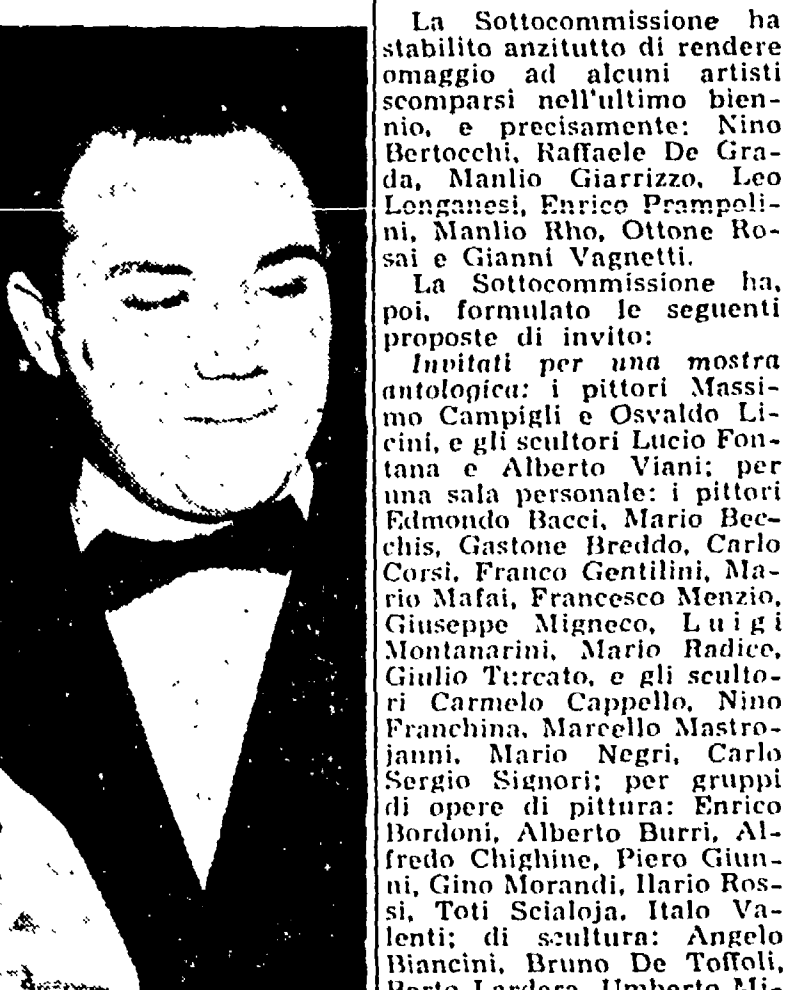 La Sottocommissione ha
stabilito anzitutto di rendere
omaggio ad alcuni artisti
scomparsi nell'ultimo bien-
nio, e precisamente: Nino
Bertocchi, Raffaele De Gra-
da, Manlio Giarrizzo, Leo
Longanesi, Enrico Prampoli-
ni, Manlio Rho, Ottone Ro-
sai e Gianni Vagnetti.
La Sottocommissione ha,
poi, formulato le seguenti
proposte di invito:
Invitati per una mostra
antologica: i pittori Massi-
mo Campigli e Osvaldo Li-
cini, e gli scultori Lucio Fon-
tana e Alberto Viani; per
una sala personale: i pittori
Edmondo Bacci, Mario Bec-
chis, Gastone Breddo, Carlo
Corsi, Franco Gentilini, Ma-
rio Mafai, Francesco Menzio,
Giuseppe Migneco, Luigi
Montanarini, Mario Radice,
Giulio Turcato, e gli sculto-
ri Carmelo Cappello, Nino
Franchina, Marcello Mastro-
janni, Mario Negri, Carlo
Sergio Signori; per gruppi
di opere di pittura: Enrico
Bordoni, Alberto Burri, Al-
fredo Chighine, Piero Giun-
ni, Gino Morandi, Ilario Ros-
si, Toti Scialoja, Italo Va-
lenti; di scultura: Angelo
Biancini, Bruno De Toffoli,
Berto Lardera, Umberto Mi-